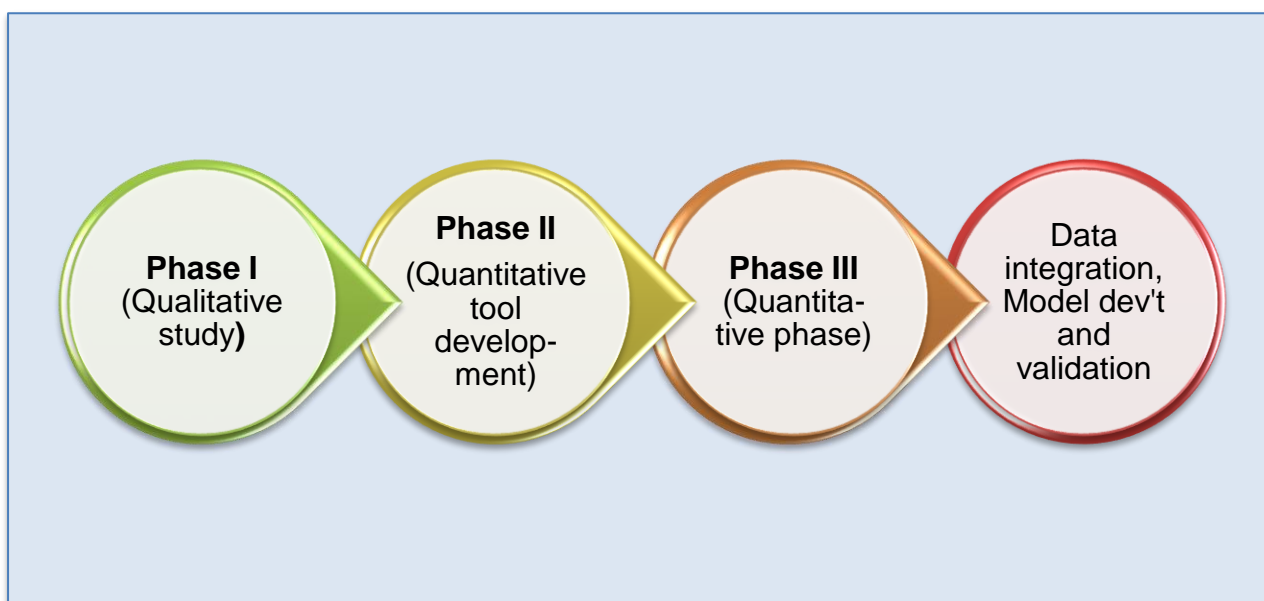 Phase I
(Qualitative
study)
Phase II
(Quantitative
tool
develop-
ment)
Phase III
(Quantita-
tive phase)
Data
integration,
Model dev't
and
validation